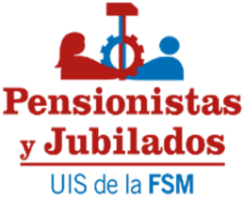 Pensionistas
y Jubilados
UIS de la FSM